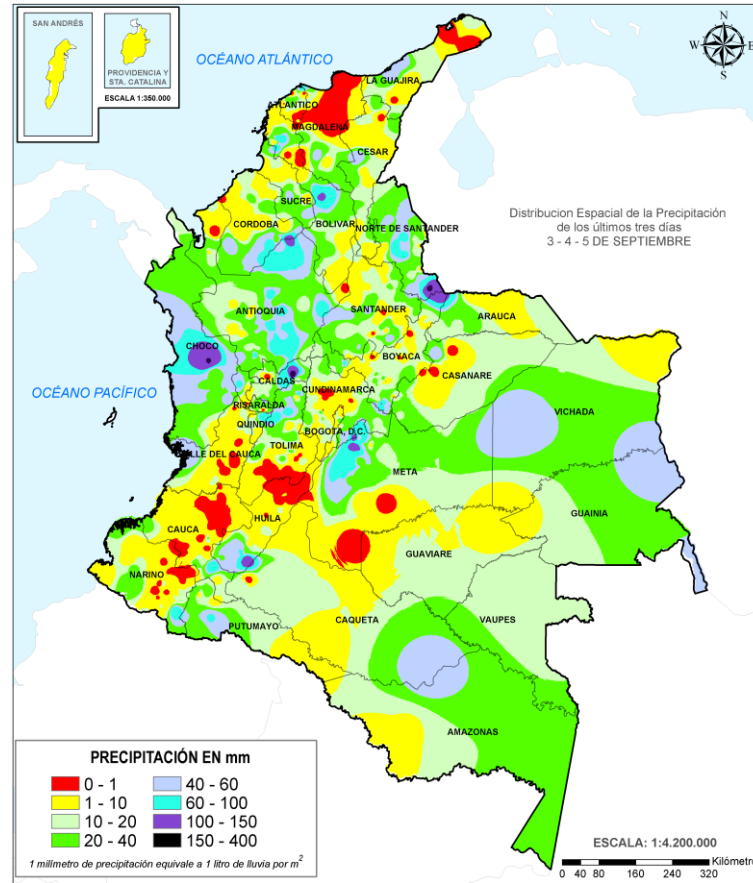 SAN ANDRÉS
PROVIDENCIA Y
STA. CATALINA
ESCALA 1:350.000
OCÉANO ATLÁNTICO
N
W E
S
LA GUAJIRA
ATLANTICO
MAGDALENA
CESAR
SUCRE
CORDOBA
BOLIVAR
NORTE DE SANTANDER
Distribucion Espacial de la Precipitación
de los últimos tres días
3 - 4 - 5 DE SEPTIEMBRE
ANTIOQUIA
SANTANDER
ARAUCA
CHOCO
BOYACA
CASANARE
CALDAS
CUNDINAMARCA
OCÉANO PACÍFICO
RISARALDA
VICHADA
QUINDIO
BOGOTA, D.C.
TOLIMA
LLE DEL CAUCA
META
GUAINIA
CAUCA
HUILA
GUAVIARE
NARINO
CAQUETA
VAUPES
PUTUMAYO
AMAZONAS
PRECIPITACIÓN EN mm
0 - 1 40 - 60
1 - 10 60 - 100
10 - 20 100 - 150
20 - 40 150 - 400
1 milímetro de precipitación equivale a 1 litro de lluvia por m²
ESCALA: 1:4.200.000
Kilómetro
0 40 80 160 240 320